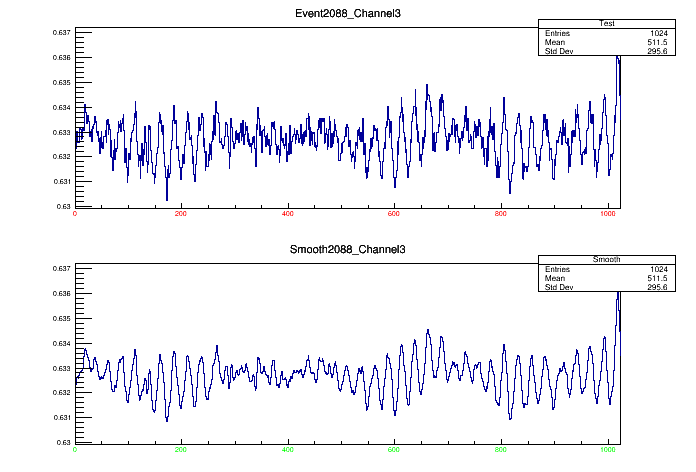 Event2088_Channel3
Test
Entries 1024
Mean 511.5
Std Dev 295.6
0.637
0.636
0.635
0.634
0.633
0.632
0.631
0.63
0 200 400 600 800 1000
Smooth2088_Channel3
Smooth
Entries 1024
Mean 511.5
Std Dev 295.6
0.637
0.636
0.635
0.634
0.633
0.632
0.631
0.63
0 200 400 600 800 1000